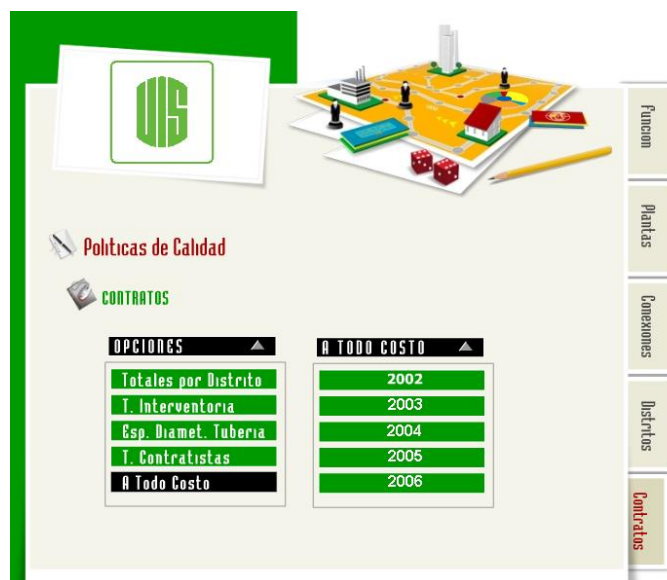 UIS
Funcion
Plantas
Conexiones
Distritos
Contratos
Politicas de Calidad
CONTRATOS
OPCIONES
Totales por Distrito
T. Interventoria
Esp. Diamet. Tuberia
T. Contratistas
A Todo Costo
A TODO COSTO
2002
2003
2004
2005
2006